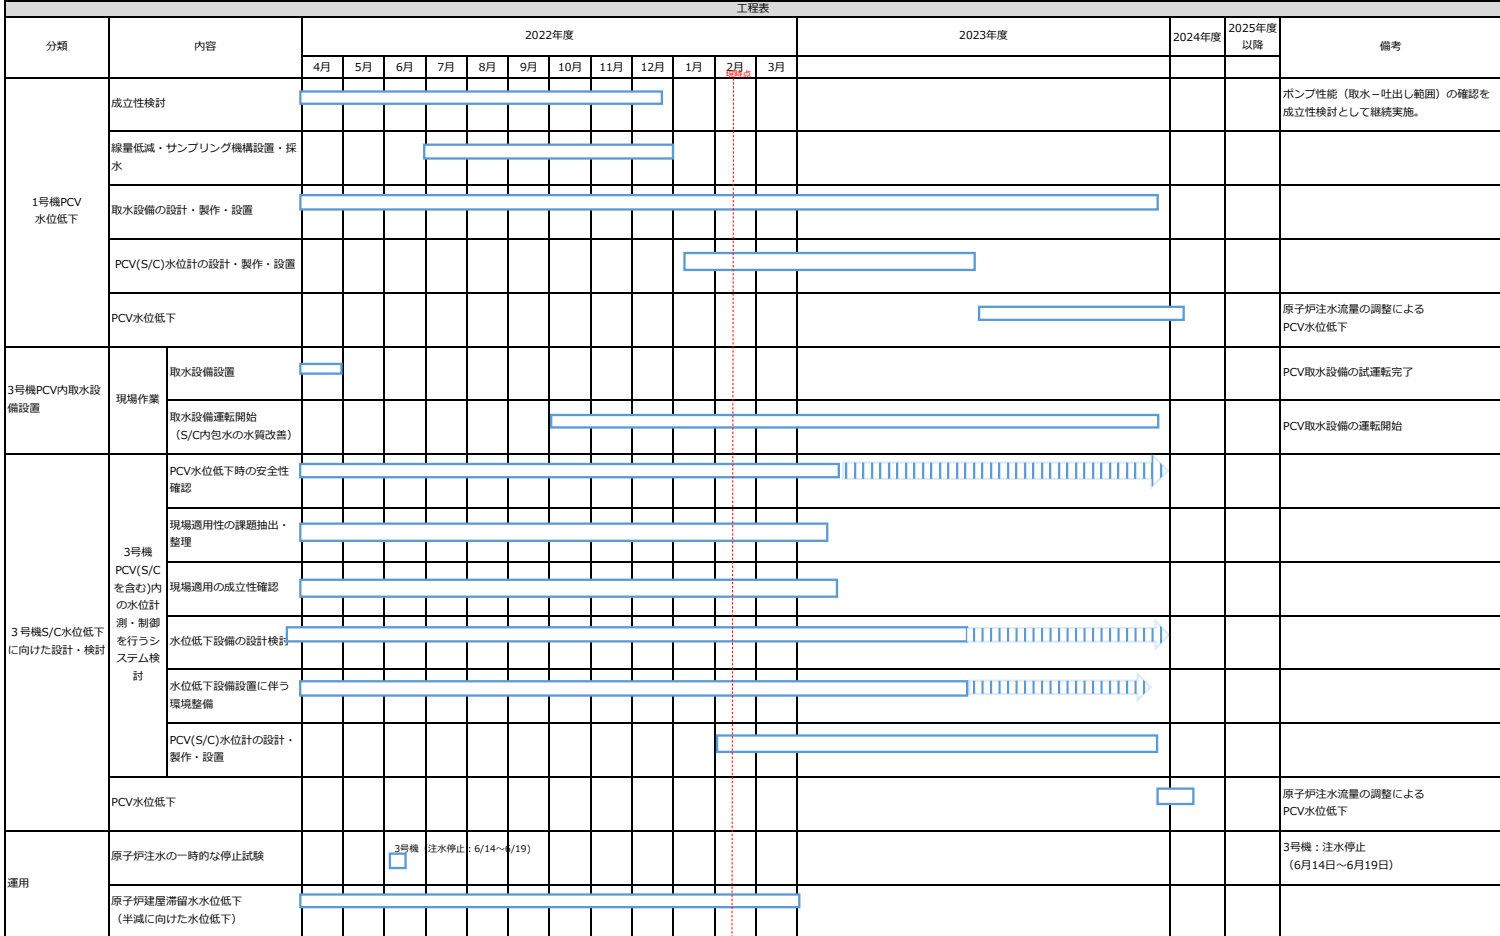 工程表
分類
内容
2022年度
2023年度
2024年度
2025年度
以降
備考
4月
5月
6月
7月
8月
9月
10月
11月
12月
1月
2月
3月
現時点
1号機PCV
水位低下
成立性検討
ポンプ性能（取水－吐出し範囲）の確認を
成立性検討として継続実施。
線量低減・サンプリング機構設置・採
水
取水設備の設計・製作・設置
PCV(S/C)水位計の設計・製作・設置
PCV水位低下
原子炉注水流量の調整による
PCV水位低下
3号機PCV内取水設
備設置
現場作業
取水設備設置
PCV取水設備の試運転完了
取水設備運転開始
（S/C内包水の水質改善）
PCV取水設備の運転開始
３号機S/C水位低下
に向けた設計・検討
3号機
PCV(S/C
を含む)内
の水位計
測・制御
を行うシ
ステム検
討
PCV水位低下時の安全性
確認
現場適用性の課題抽出・
整理
現場適用の成立性確認
水位低下設備の設計検討
水位低下設備設置に伴う
環境整備
PCV(S/C)水位計の設計・
製作・設置
PCV水位低下
原子炉注水流量の調整による
PCV水位低下
運用
原子炉注水の一時的な停止試験
3号機（注水停止：6/14～6/19)
3号機：注水停止
（6月14日～6月19日）
原子炉建屋滞留水水位低下
（半減に向けた水位低下）